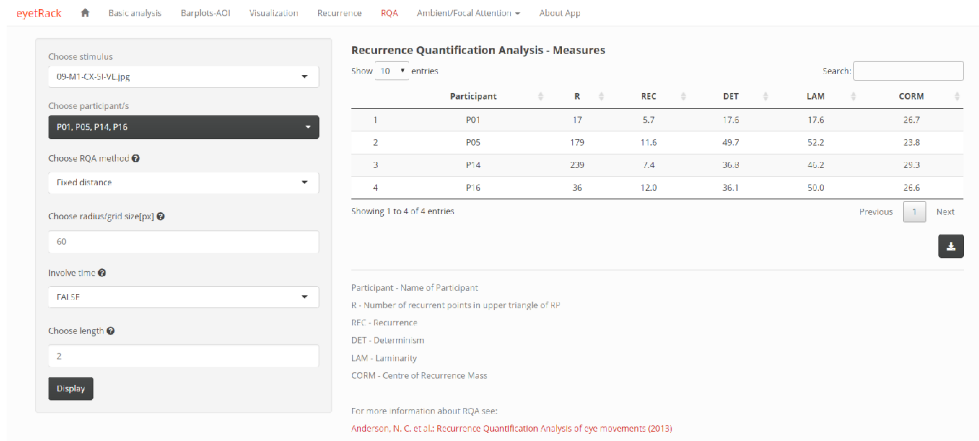 eyetRack Basic analysis Barplots-AOI Visualization Recurrence RQA Ambient/Focal Attention About App
Choose stimulus
09-M1-CX-SI-VL.jpg
Choose participant/s
P01, P05, P14, P16
Choose RQA method
Fixed distance
Choose radius/grid size[px]
60
Involve time
FALSE
Choose length
2
Display
Recurrence Quantification Analysis - Measures
Show 10 entries Search:
Participant R REC DET LAM CORM
1 P01 17 5.7 17.6 17.6 26.7
2 P05 179 11.6 49.7 52.2 23.8
3 P14 239 7.4 36.8 46.2 29.3
4 P16 36 12.0 36.1 50.0 26.6
Showing 1 to 4 of 4 entries Previous 1 Next
Participant - Name of Participant
R - Number of recurrent points in upper triangle of RP
REC - Recurrence
DET - Determinism
LAM - Laminarity
CORM - Centre of Recurrence Mass
For more information about RQA see:
Anderson, N. C. et al.: Recurrence Quantification Analysis of eye movements (2013)